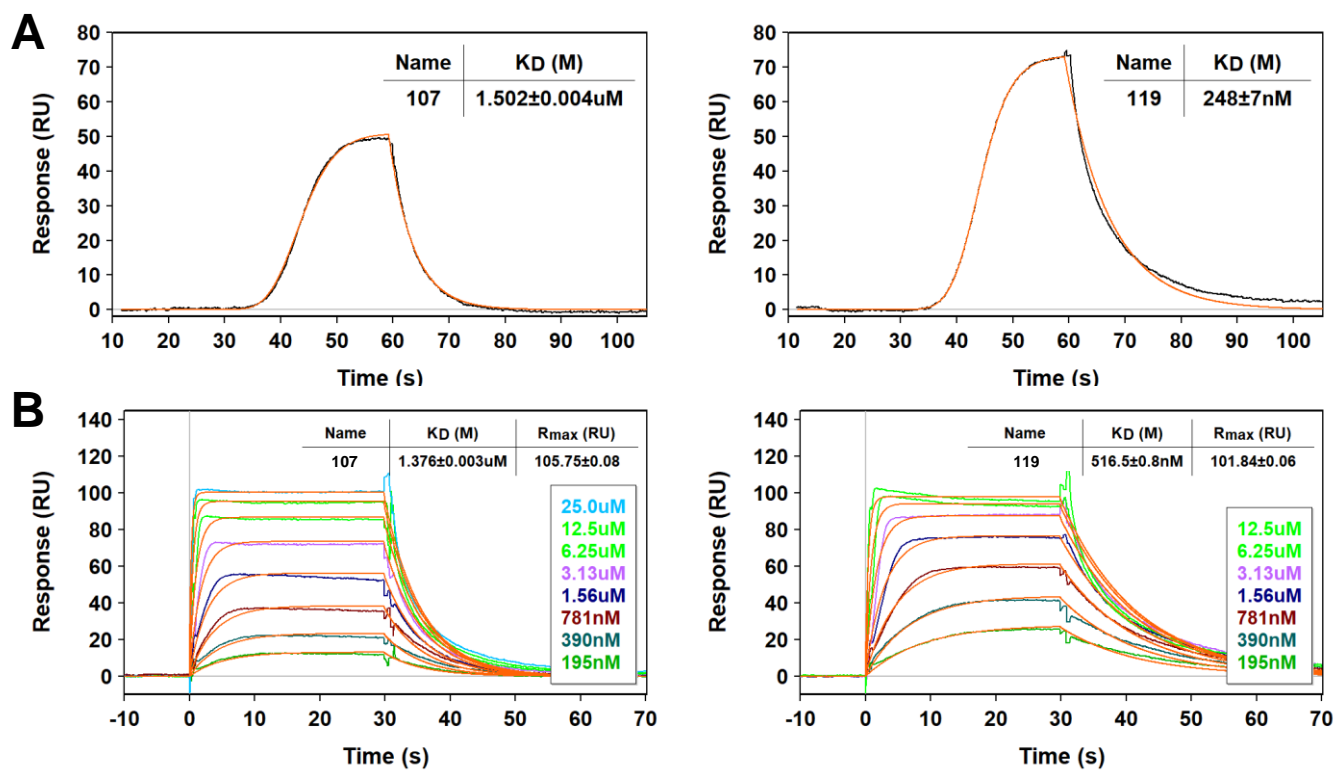 A
80
70
60
50
40
30
20
10
0
Response (RU)
Name KD (M)
107 1.502±0.004uM
10 20 30 40 50 60 70 80 90 100
Time (s)
80
70
60
50
40
30
20
10
0
Response (RU)
Name KD (M)
119 248±7nM
10 20 30 40 50 60 70 80 90 100
Time (s)
B
140
120
100
80
60
40
20
0
Response (RU)
Name KD (M) Rmax (RU)
107 1.376±0.003uM 105.75±0.08
25.0uM
12.5uM
6.25uM
3.13uM
1.56uM
781nM
390nM
195nM
-10 0 10 20 30 40 50 60 70
Time (s)
140
120
100
80
60
40
20
0
Response (RU)
Name KD (M) Rmax (RU)
119 516.5±0.8nM 101.84±0.06
12.5uM
6.25uM
3.13uM
1.56uM
781nM
390nM
195nM
-10 0 10 20 30 40 50 60 70
Time (s)